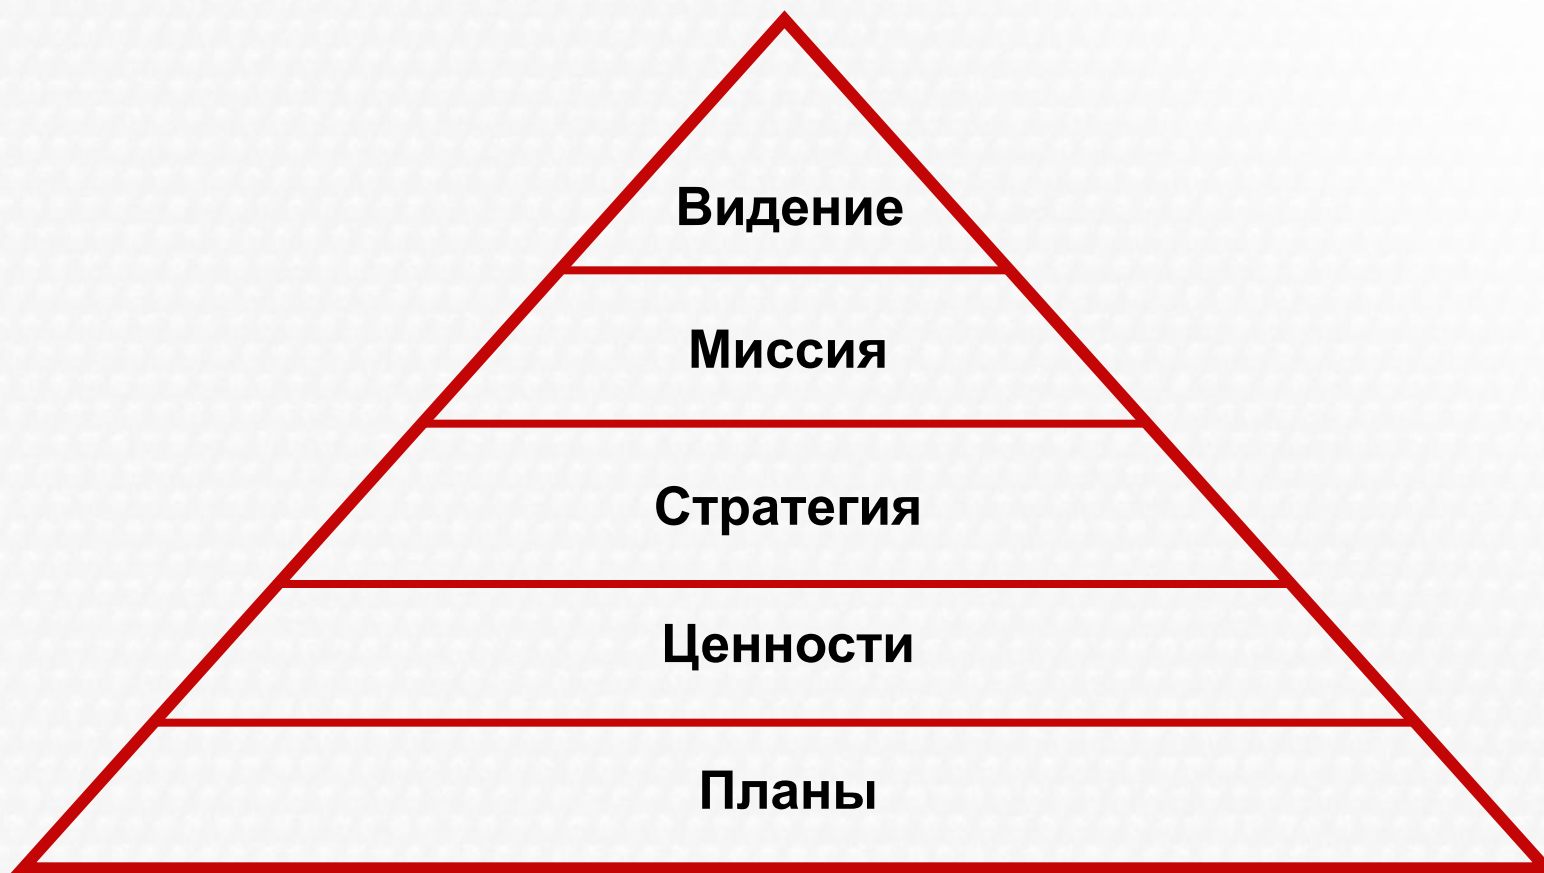 Видение
Миссия
Стратегия
Ценности
Планы